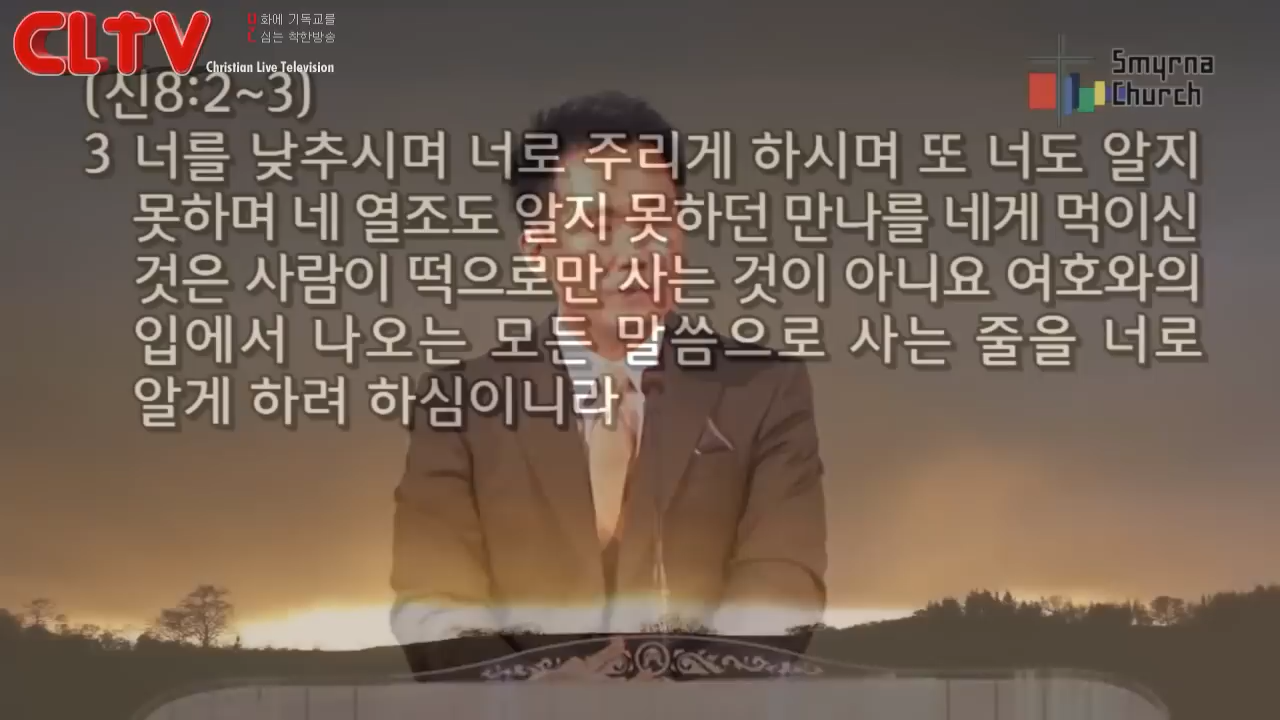 CLTV
문화에 기독교를
심는 착한방송
Christian Live Television
Smyrna
Church
(신8:2~3)
3 너를 낮추시며 너로 주리게 하시며 또 너도 알지
못하며 네 열조도 알지 못하던 만나를 네게 먹이신
것은 사람이 떡으로만 사는 것이 아니요 여호와의
입에서 나오는 모든 말씀으로 사는 줄을 너로
알게 하려 하심이니라